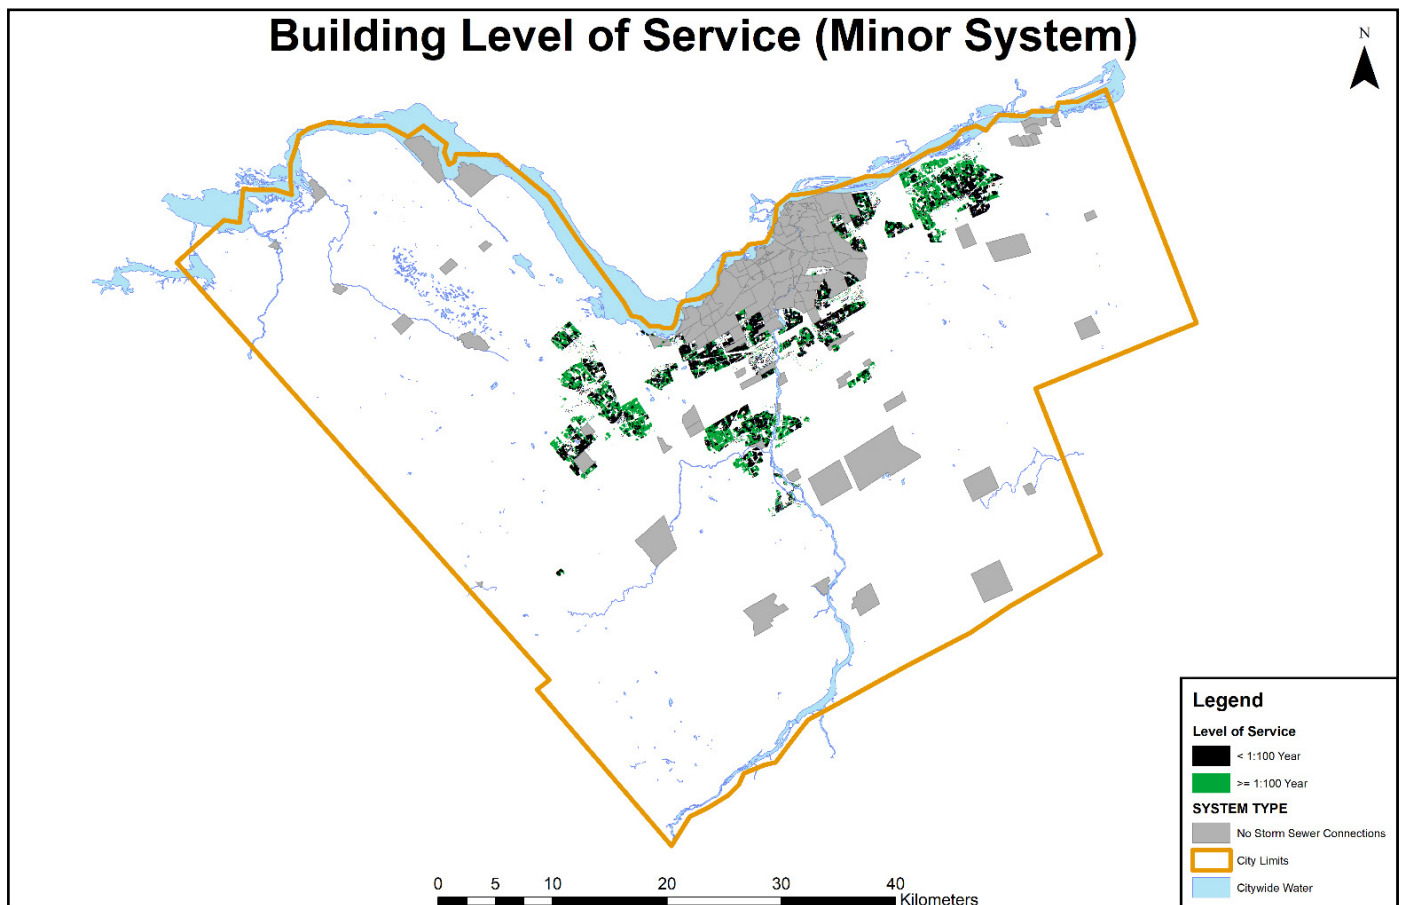 Building Level of Service (Minor System)
N
Legend
Level of Service
< 1:100 Year
>= 1:100 Year
SYSTEM TYPE
No Storm Sewer Connections
City Limits
Citywide Water
0 5 10 20 30 40
Kilometers